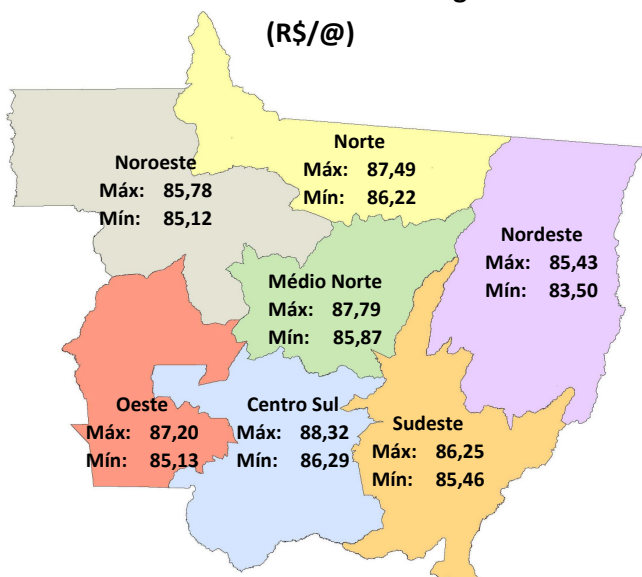 (R$/@)
Norte
Máx: 87,49
Mín: 86,22
Noroeste
Máx: 85,78
Mín: 85,12
Nordeste
Máx: 85,43
Mín: 83,50
Médio Norte
Máx: 87,79
Mín: 85,87
Oeste
Máx: 87,20
Mín: 85,13
Centro Sul
Máx: 88,32
Mín: 86,29
Sudeste
Máx: 86,25
Mín: 85,46